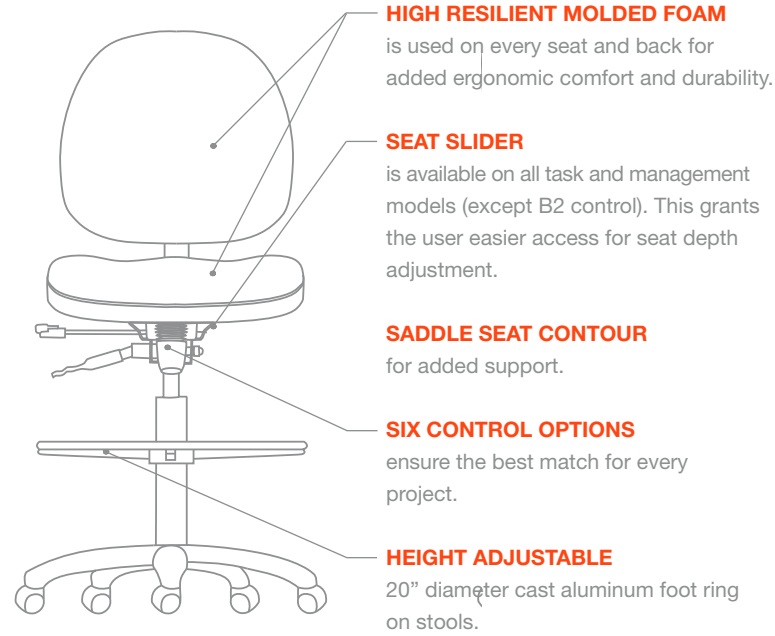 HIGH RESILIENT MOLDED FOAM
is used on every seat and back for
added ergonomic comfort and durability.
SEAT SLIDER
is available on all task and management
models (except B2 control). This grants
the user easier access for seat depth
adjustment.
SADDLE SEAT CONTOUR
for added support.
SIX CONTROL OPTIONS
ensure the best match for every
project.
HEIGHT ADJUSTABLE
20” diameter cast aluminum foot ring
on stools.